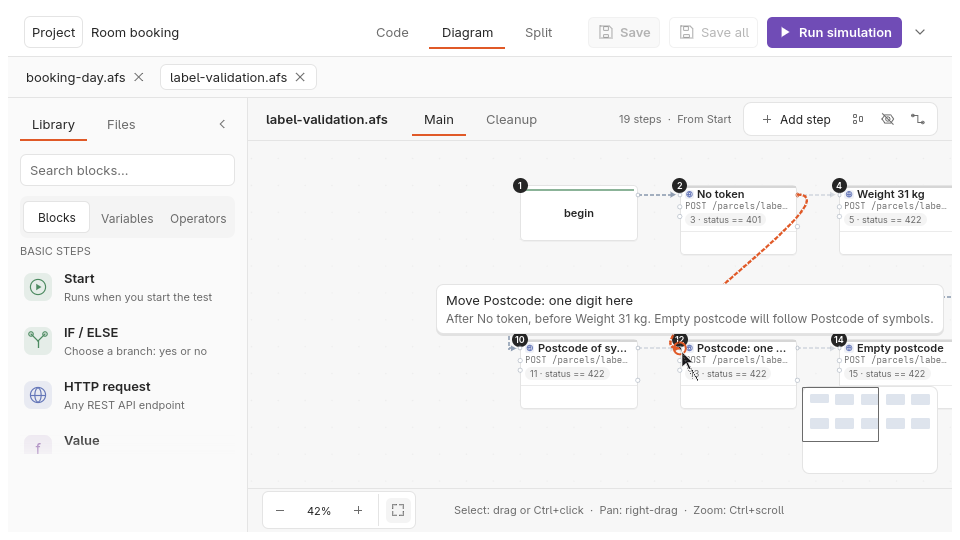 Project
Room booking
Code
Diagram
Split
Save
Save all
Run simulation
booking-day.afs
label-validation.afs
Library
Files
label-validation.afs
Main
Cleanup
19 steps · From Start
Add step
Search blocks...
Blocks
Variables
Operators
BASIC STEPS
Start
Runs when you start the test
IF / ELSE
Choose a branch: yes or no
HTTP request
Any REST API endpoint
Value
f
1
begin
2
No token
POST /parcels/labe…
3 · status == 401
4
Weight 31 kg
POST /parcels/labe…
5 · status == 422
Move Postcode: one digit here
After No token, before Weight 31 kg. Empty postcode will follow Postcode of symbols.
10
Postcode of sy...
POST /parcels/labe…
11 · status == 422
12
Postcode: one ...
POST /parcels/labe…
13 · status == 422
14
Empty postcode
POST /parcels/labe…
15 · status == 422
42%
Select: drag or Ctrl+click · Pan: right-drag · Zoom: Ctrl+scroll